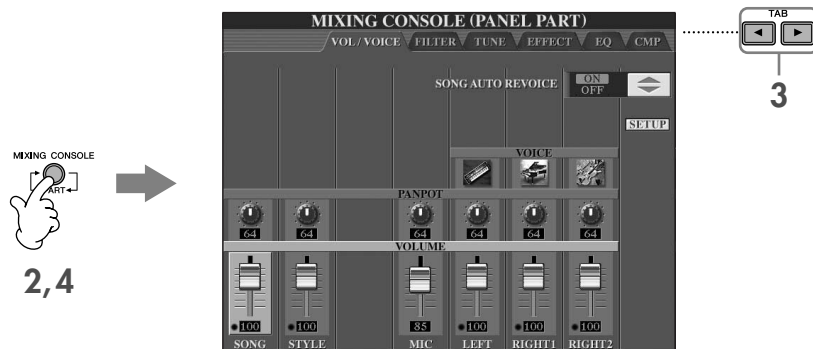 MIXING CONSOLE (PANEL PART)
TAB
VOL / VOICE FILTER TUNE EFFECT EQ CMP
3
SONG AUTO REVOICE ON
OFF
SETUP
MIXING CONSOLE
ART
2,4
VOICE
PANPOT
64 64 64 64 64 64
VOLUME
100 100 85 100 100 100
SONG STYLE MIC LEFT RIGHT1 RIGHT2